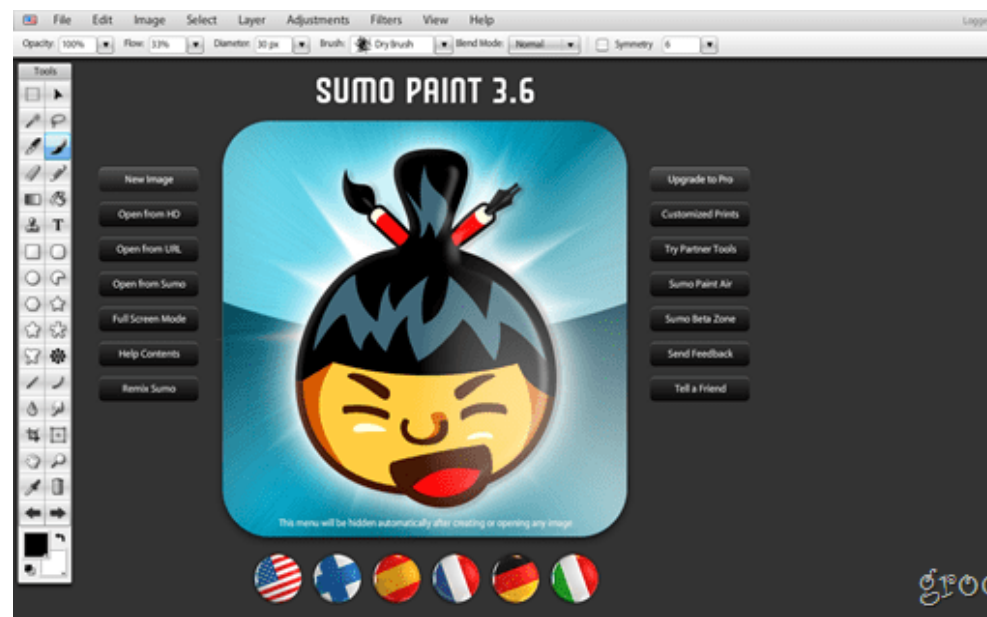 File Edit Image Select Layer Adjustments Filters View Help
Opacity: 100% Flow: 33% Diameter: 30 px Brush: Dry Brush Blend Mode: Normal Symmetry 6
Tools
SUMO PAINT 3.6
New Image
Open from HD
Open from URL
Open from Sumo
Full Screen Mode
Help Contents
Remix Sumo
Upgrade to Pro
Customized Prints
Try Partner Tools
Sumo Paint Air
Sumo Beta Zone
Send Feedback
Tell a Friend
T
This menu will be hidden automatically after creating or opening any image.